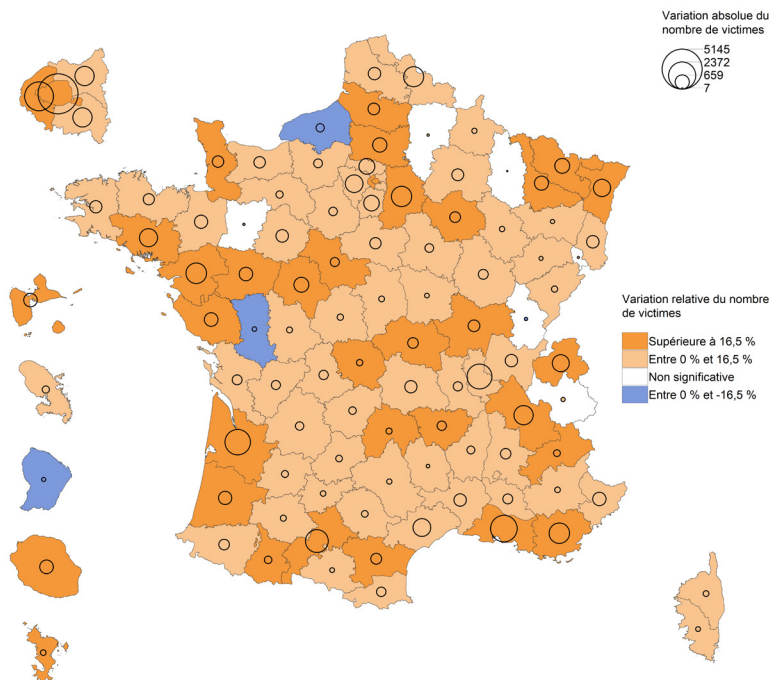 Variation absolue du
nombre de victimes
5145
2372
659
7
Variation relative du nombre
de victimes
Supérieure à 16,5 %
Entre 0 % et 16,5 %
Non significative
Entre 0 % et -16,5 %